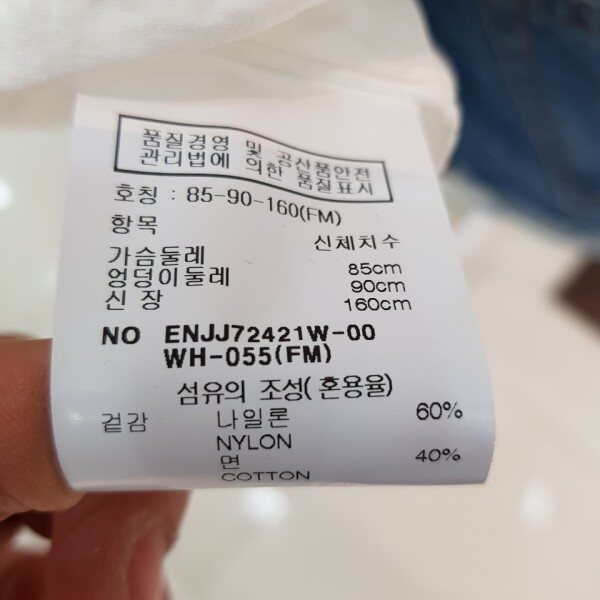 품질경영 및 공산품안전
관리법에 의한 품질표시
호칭 : 85-90-160(FM)
항목 신체치수
가슴둘레 85cm
엉덩이둘레 90cm
신 장 160cm
NO ENJJ72421W-00
WH-055(FM)
섬유의 조성(혼용율)
겉감 나일론 60%
NYLON
면 40%
COTTON